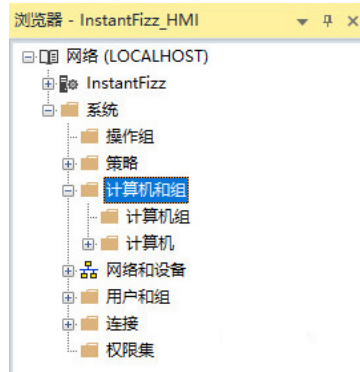 浏览器 - InstantFizz_HMI
网络 (LOCALHOST)
InstantFizz
系统
操作组
策略
计算机和组
计算机组
计算机
网络和设备
用户和组
连接
权限集